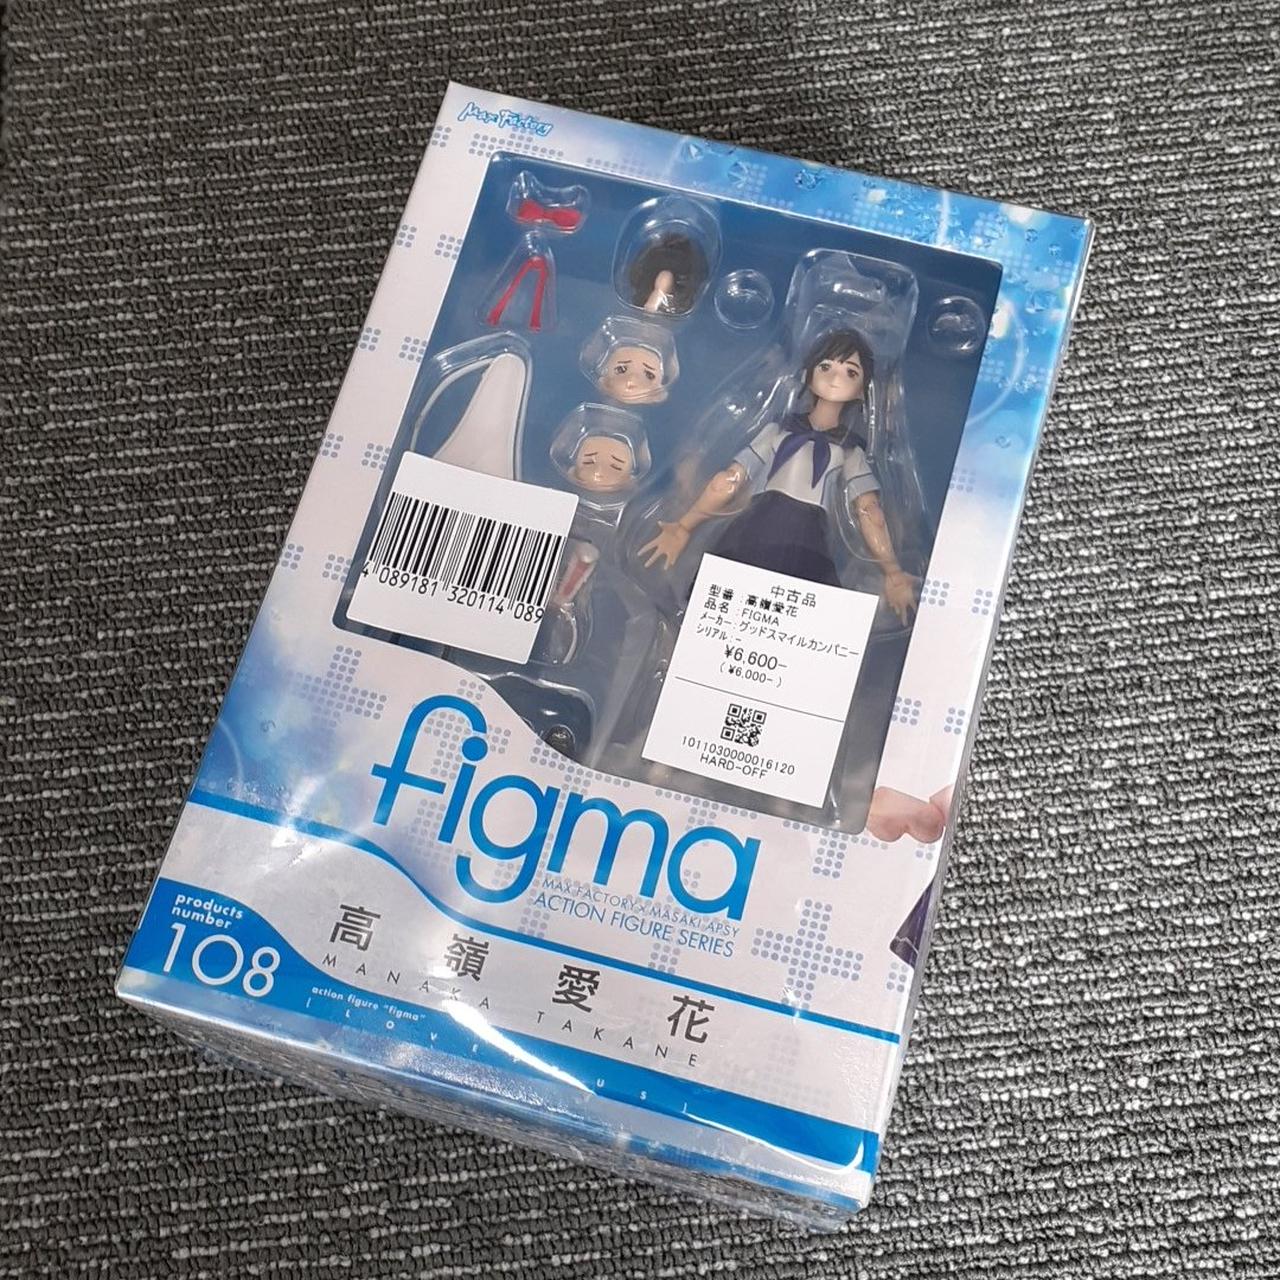 Max Factory
4 089181 320114 089
中古品
型番 : 高嶺愛花
品名 : FIGMA
メーカー : グッドスマイルカンパニー
シリアル : -
¥6,600-
( ¥6,000- )
1011030000016120
HARD-OFF
figma
MAX FACTORY × MASAKI APSY
ACTION FIGURE SERIES
products
number
108
高嶺愛花
MANAKA TAKANE
action figure "figma"